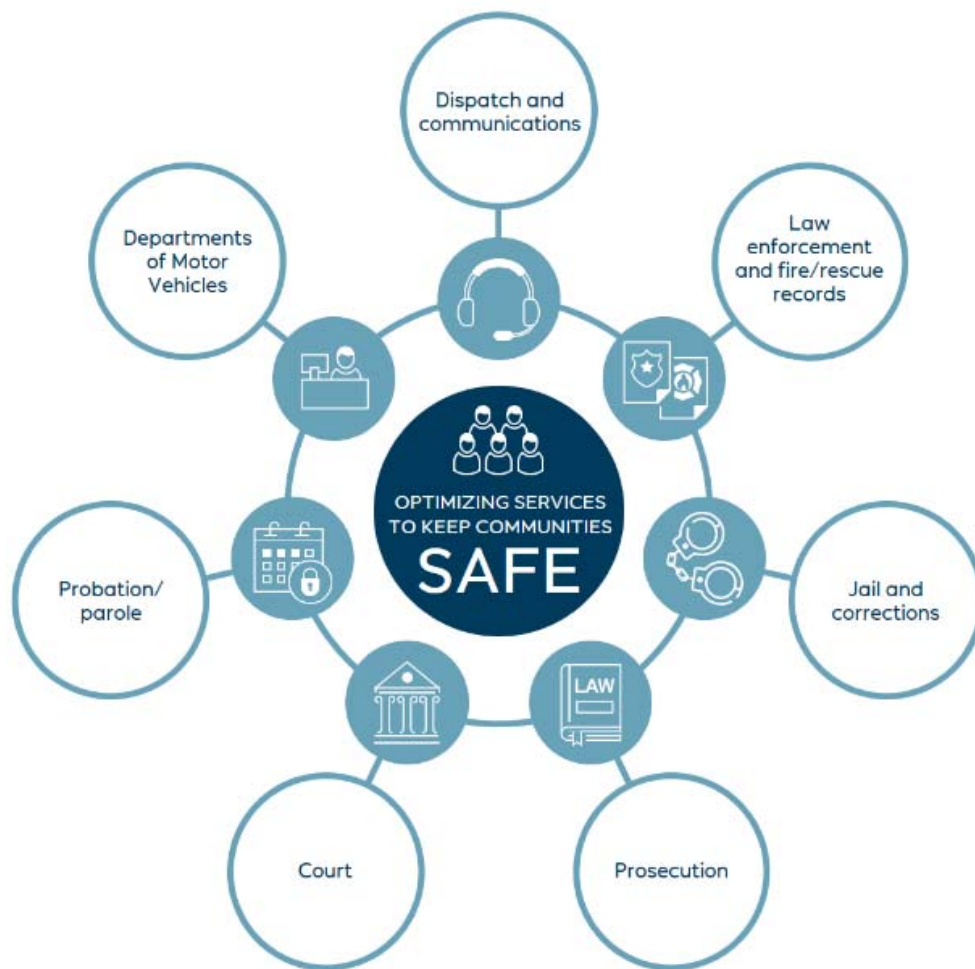 Dispatch and
communications
Law
enforcement
and fire/rescue
records
Departments
of Motor
Vehicles
OPTIMIZING SERVICES
TO KEEP COMMUNITIES
SAFE
Probation/
parole
Jail and
corrections
LAW
Court
Prosecution